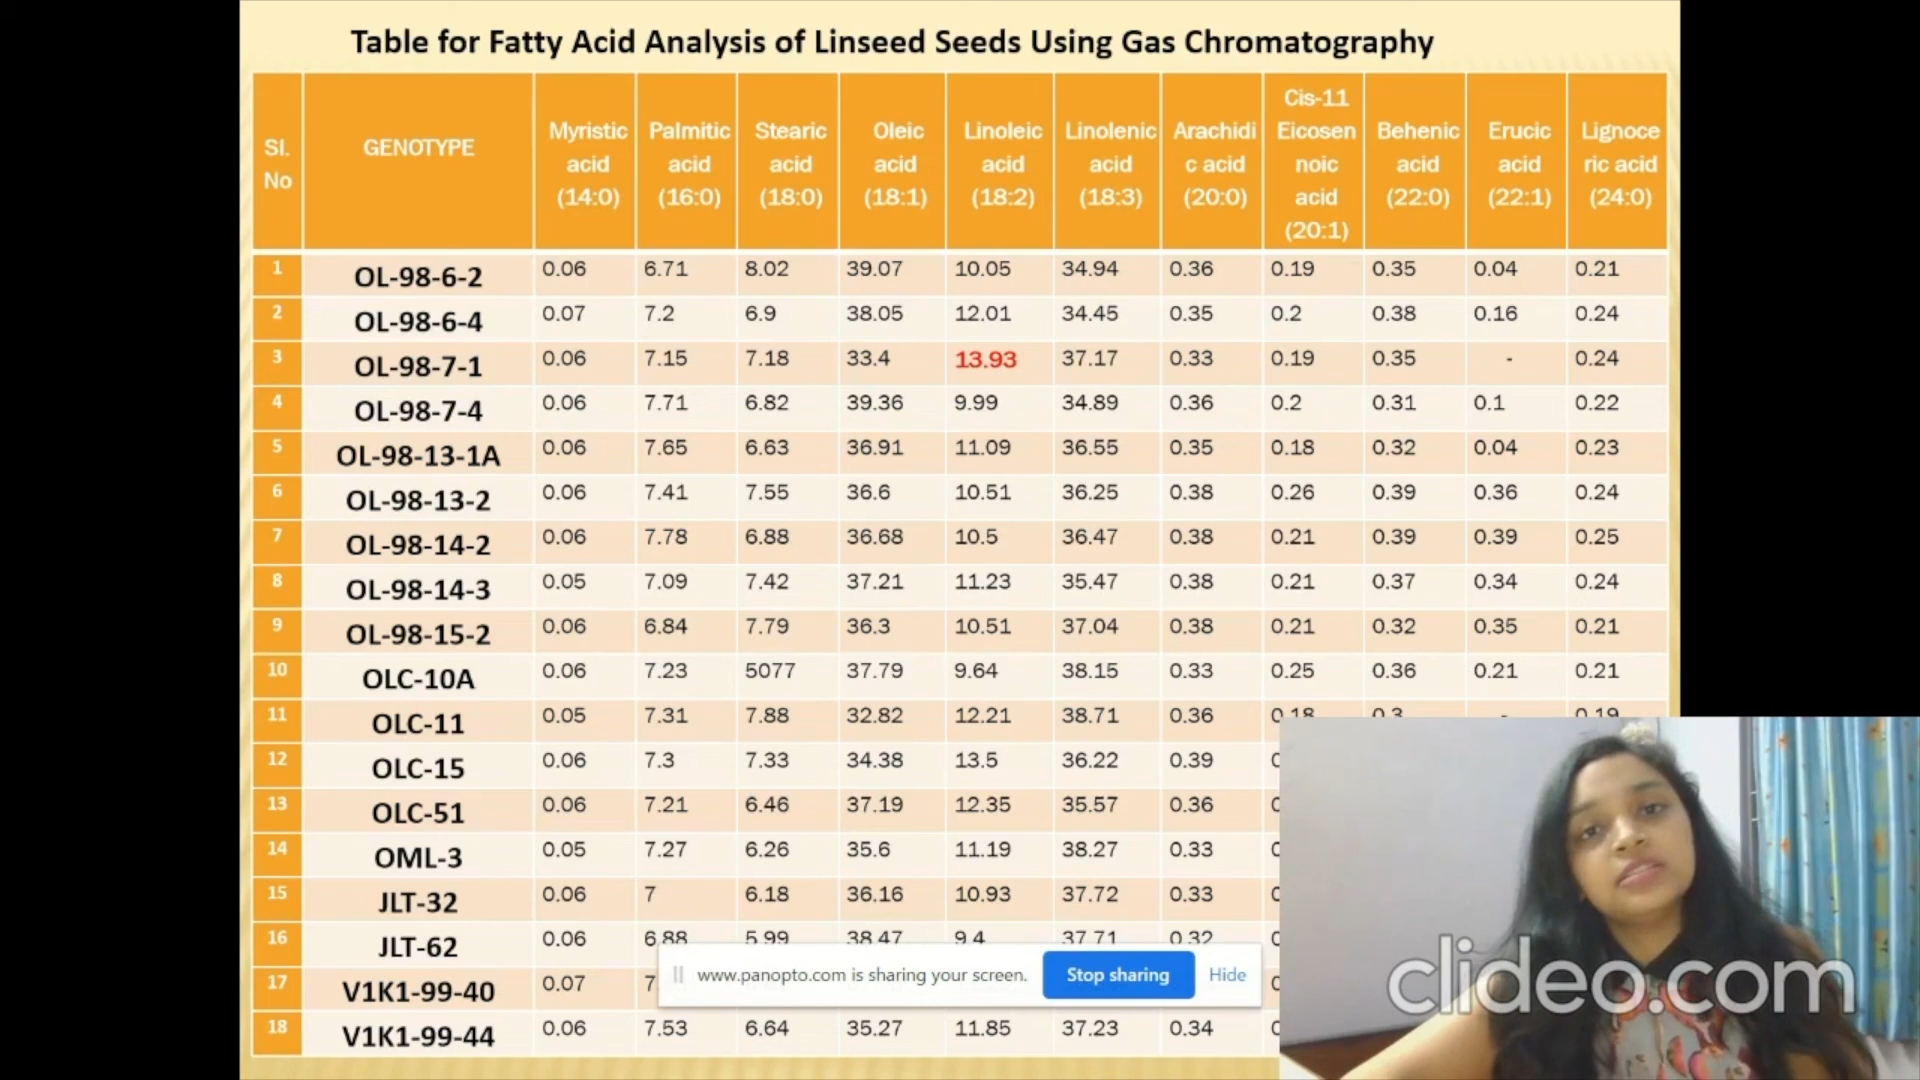 Table for Fatty Acid Analysis of Linseed Seeds Using Gas Chromatography
Sl. No GENOTYPE Myristic acid (14:0) Palmitic acid (16:0) Stearic acid (18:0) Oleic acid (18:1) Linoleic acid (18:2) Linolenic acid (18:3) Arachidi c acid (20:0) Cis-11 Eicosen noic acid (20:1) Behenic acid (22:0) Erucic acid (22:1) Lignoce ric acid (24:0)
1 OL-98-6-2 0.06 6.71 8.02 39.07 10.05 34.94 0.36 0.19 0.35 0.04 0.21
2 OL-98-6-4 0.07 7.2 6.9 38.05 12.01 34.45 0.35 0.2 0.38 0.16 0.24
3 OL-98-7-1 0.06 7.15 7.18 33.4 13.93 37.17 0.33 0.19 0.35 - 0.24
4 OL-98-7-4 0.06 7.71 6.82 39.36 9.99 34.89 0.36 0.2 0.31 0.1 0.22
5 OL-98-13-1A 0.06 7.65 6.63 36.91 11.09 36.55 0.35 0.18 0.32 0.04 0.23
6 OL-98-13-2 0.06 7.41 7.55 36.6 10.51 36.25 0.38 0.26 0.39 0.36 0.24
7 OL-98-14-2 0.06 7.78 6.88 36.68 10.5 36.47 0.38 0.21 0.39 0.39 0.25
8 OL-98-14-3 0.05 7.09 7.42 37.21 11.23 35.47 0.38 0.21 0.37 0.34 0.24
9 OL-98-15-2 0.06 6.84 7.79 36.3 10.51 37.04 0.38 0.21 0.32 0.35 0.21
10 OLC-10A 0.06 7.23 5077 37.79 9.64 38.15 0.33 0.25 0.36 0.21 0.21
11 OLC-11 0.05 7.31 7.88 32.82 12.21 38.71 0.36 0.18 0.3 - 0.19
12 OLC-15 0.06 7.3 7.33 34.38 13.5 36.22 0.39
13 OLC-51 0.06 7.21 6.46 37.19 12.35 35.57 0.36
14 OML-3 0.05 7.27 6.26 35.6 11.19 38.27 0.33
15 JLT-32 0.06 7 6.18 36.16 10.93 37.72 0.33
16 JLT-62 0.06 6.88 5.99 38.47 9.4 37.71 0.32
17 V1K1-99-40 0.07
www.panopto.com is sharing your screen. Stop sharing Hide
18 V1K1-99-44 0.06 7.53 6.64 35.27 11.85 37.23 0.34
clideo.com